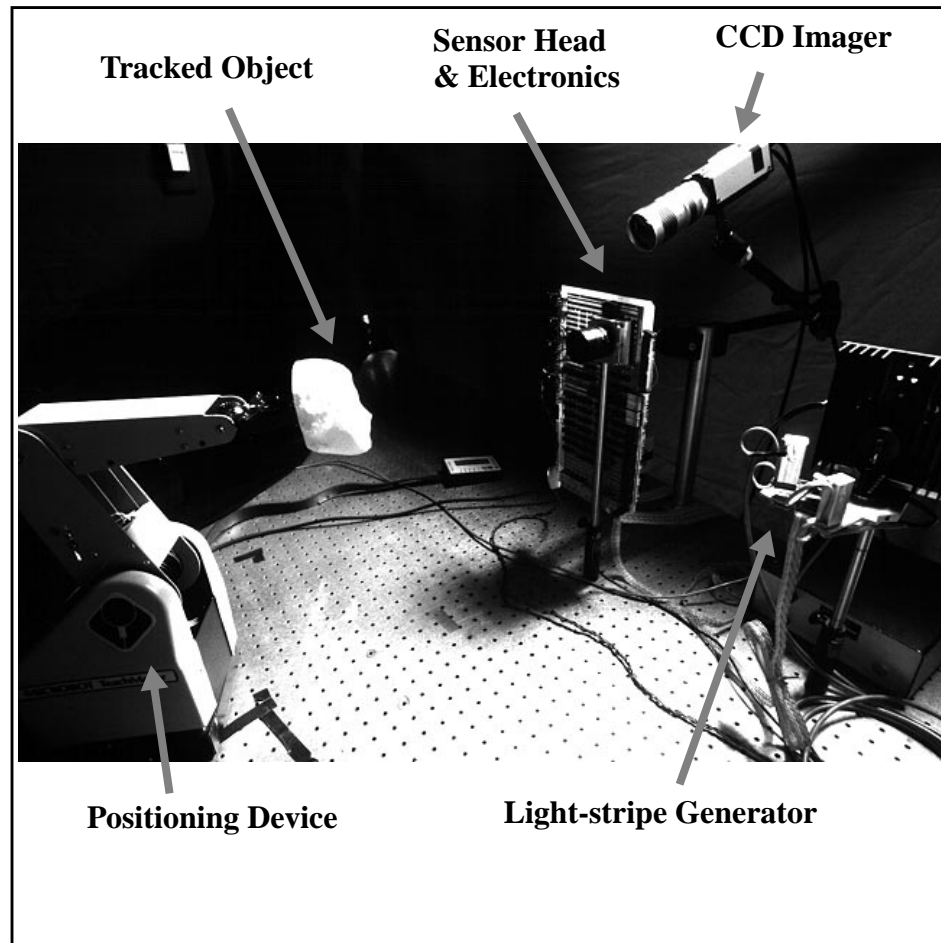 Tracked Object
Sensor Head
& Electronics
CCD Imager
Positioning Device
Light-stripe Generator